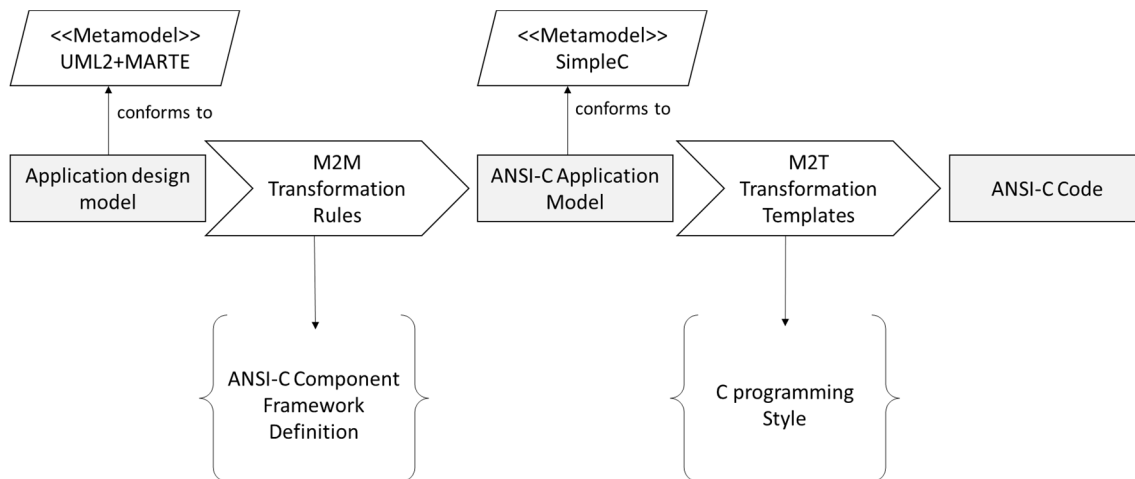 <<Metamodel>>
UML2+MARTE
<<Metamodel>>
SimpleC
conforms to
conforms to
Application design
model
M2M
Transformation
Rules
ANSI-C Application
Model
M2T
Transformation
Templates
ANSI-C Code
ANSI-C Component
Framework
Definition
C programming
Style